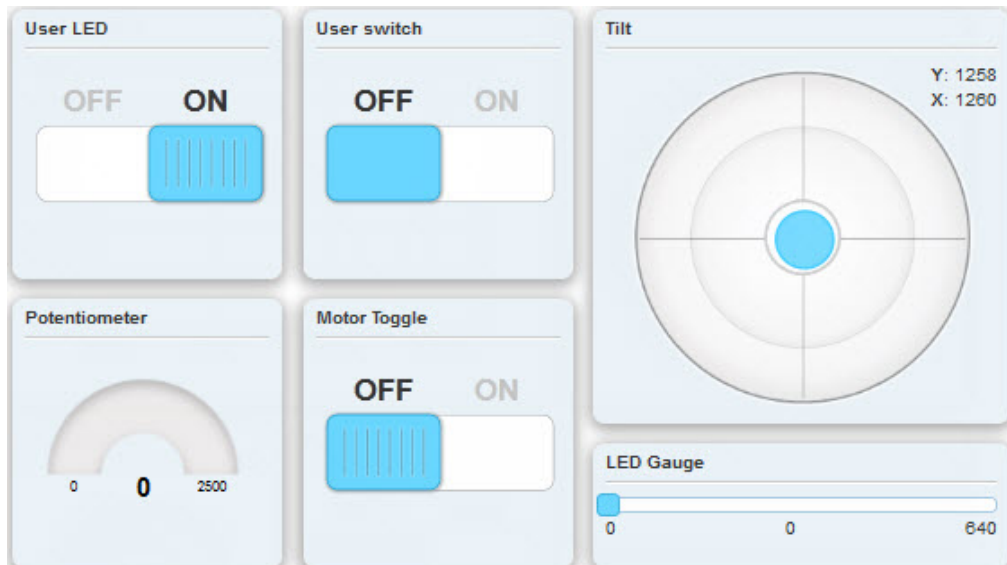 User LED
OFF ON
User switch
OFF ON
Tilt
Y: 1258
X: 1260
Potentiometer
0 0 2500
Motor Toggle
OFF ON
LED Gauge
0 0 640